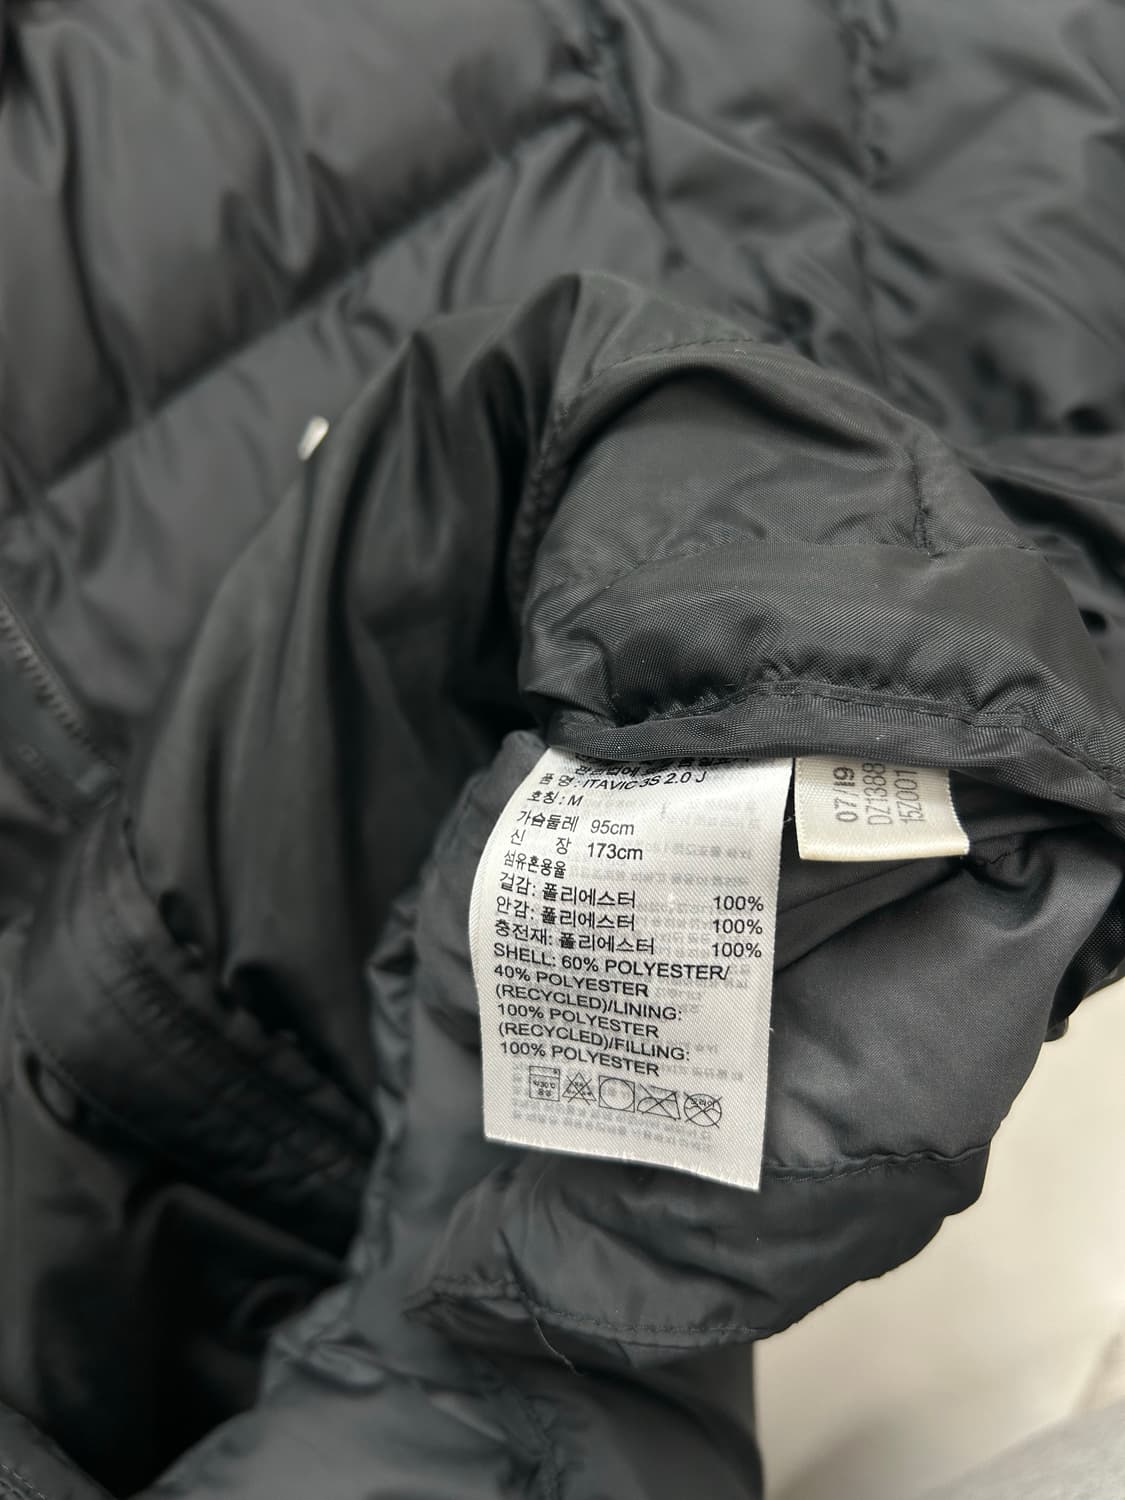 품 명 : ITAVIC 3S 2.0 J
호칭 : M
가슴둘레 95cm
신 장 173cm
섬유혼용율
겉감: 폴리에스터 100%
안감: 폴리에스터 100%
충전재: 폴리에스터 100%
SHELL: 60% POLYESTER/
40% POLYESTER
(RECYCLED)/LINING:
100% POLYESTER
(RECYCLED)/FILLING:
100% POLYESTER
07/19
DZ1388
15Z001